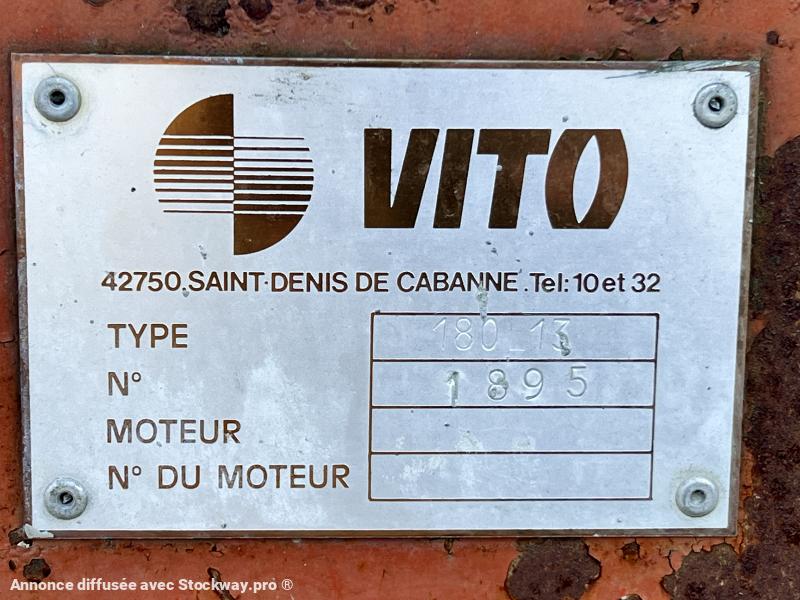 VITO
42750.SAINT-DENIS DE CABANNE.Tel: 10 et 32
TYPE 180_13
N° 1895
MOTEUR
N° DU MOTEUR
Annonce diffusée avec Stockway.pro ®